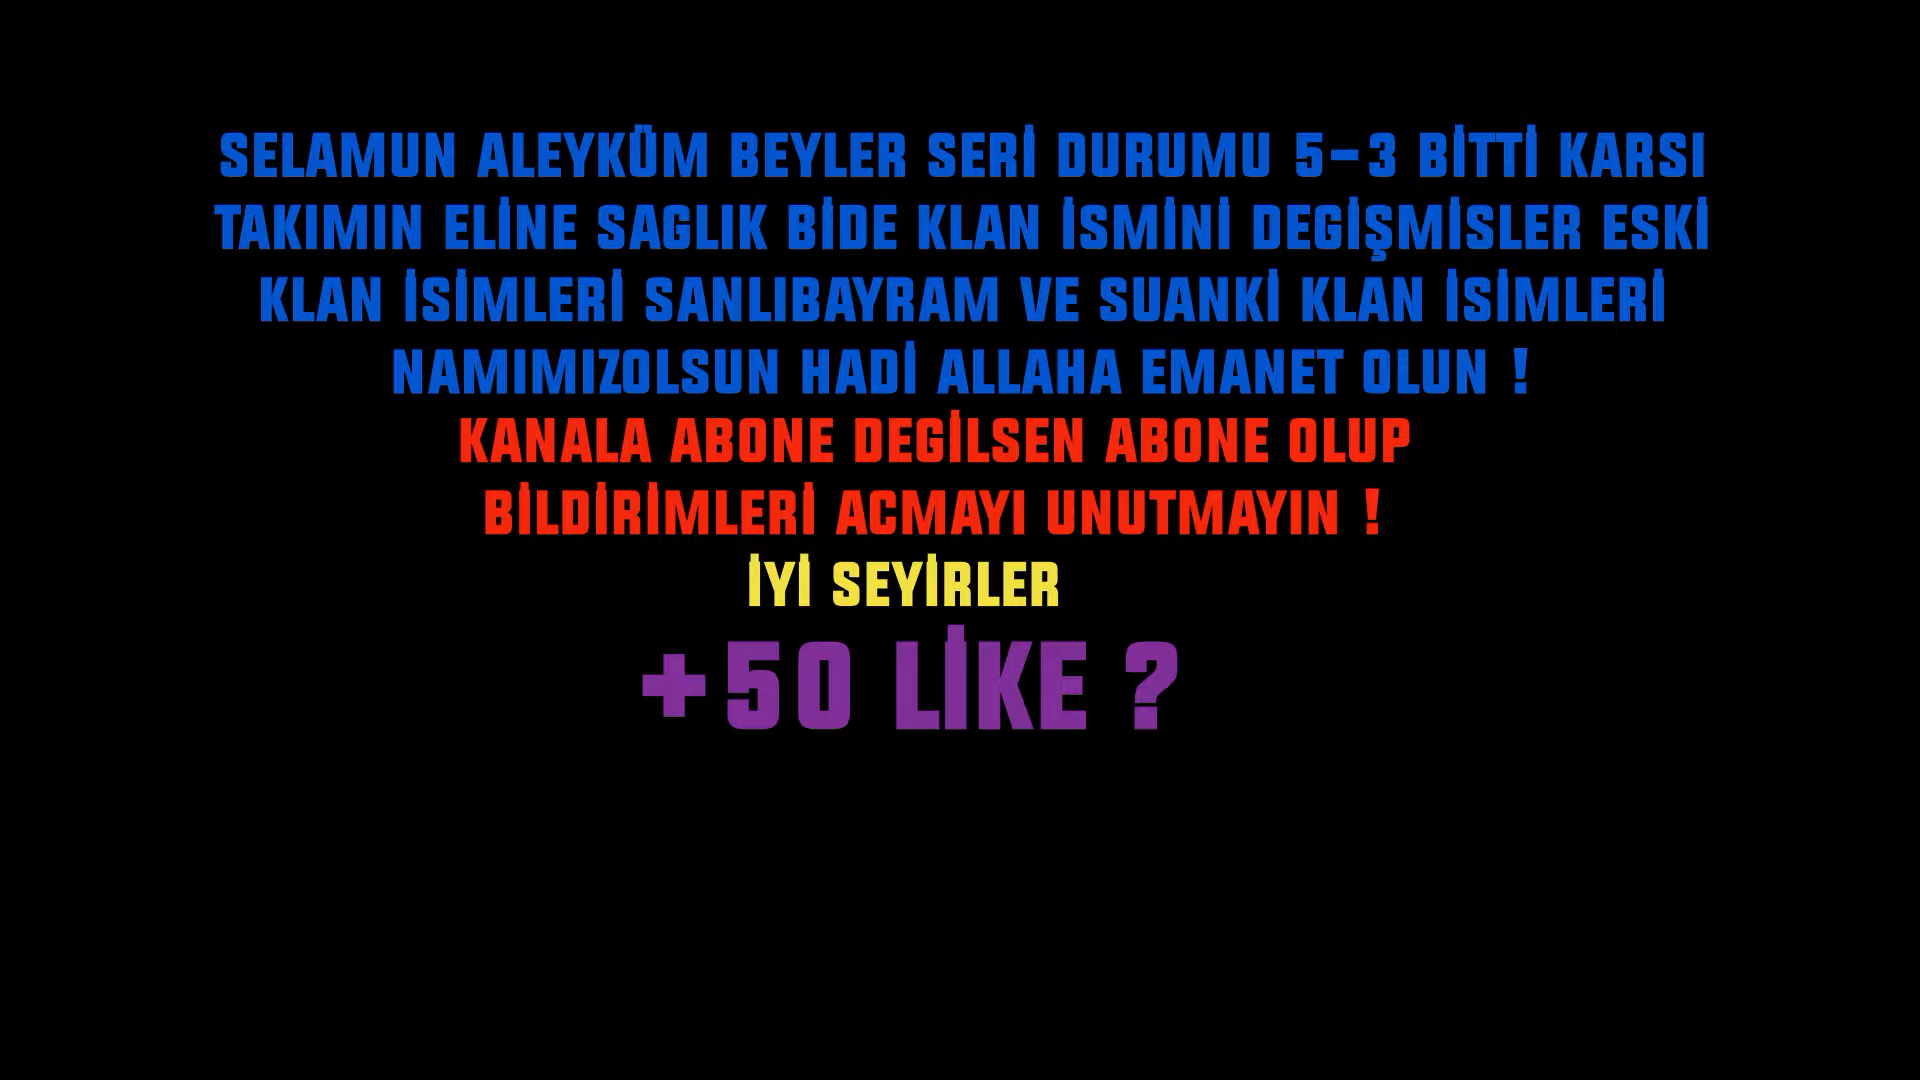 SELAMUN ALEYKÜM BEYLER SERİ DURUMU 5-3 BİTTİ KARSI
TAKIMIN ELİNE SAGLIK BİDE KLAN İSMİNİ DEGİŞMİSLER ESKİ
KLAN İSİMLERİ SANLIBAYRAM VE SUANKİ KLAN İSİMLERİ
NAMIMIZOLSUN HADİ ALLAHA EMANET OLUN !
KANALA ABONE DEGİLSEN ABONE OLUP
BİLDİRİMLERİ ACMAYI UNUTMAYIN !
İYİ SEYİRLER
+50 LİKE ?